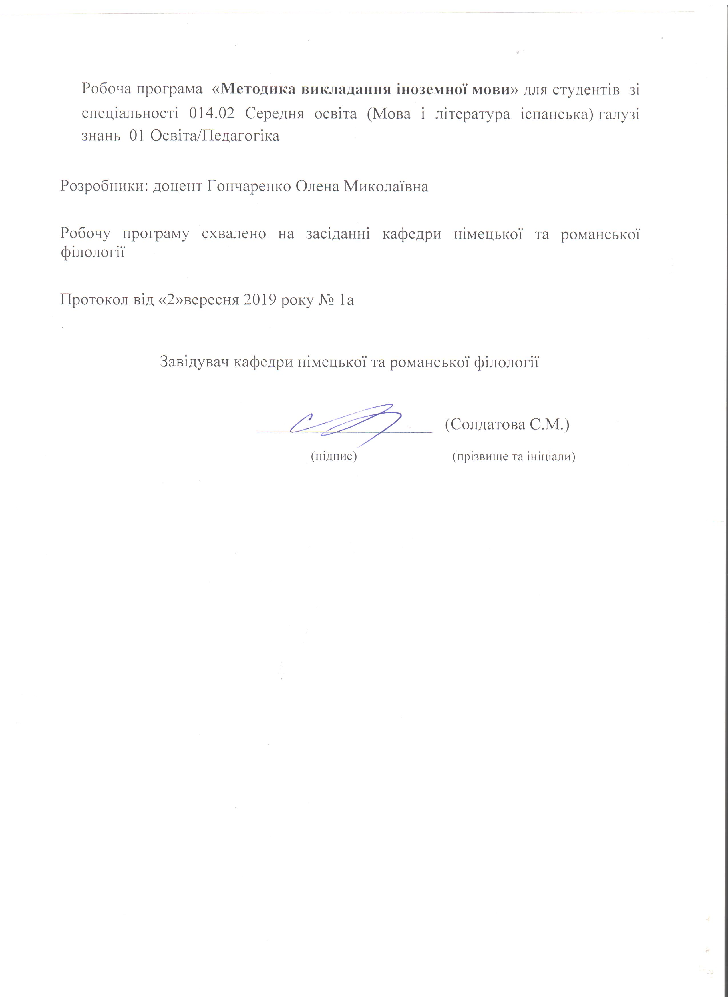 Робоча програма «Методика викладання іноземної мови» для студентів зі
спеціальності 014.02 Середня освіта (Мова і література іспанська) галузі
знань 01 Освіта/Педагогіка
Розробники: доцент Гончаренко Олена Миколаївна
Робочу програму схвалено на засіданні кафедри німецької та романської
філології
Протокол від «2»вересня 2019 року № 1а
Завідувач кафедри німецької та романської філології
(Солдатова С.М.)
(підпис) (прізвище та ініціали)